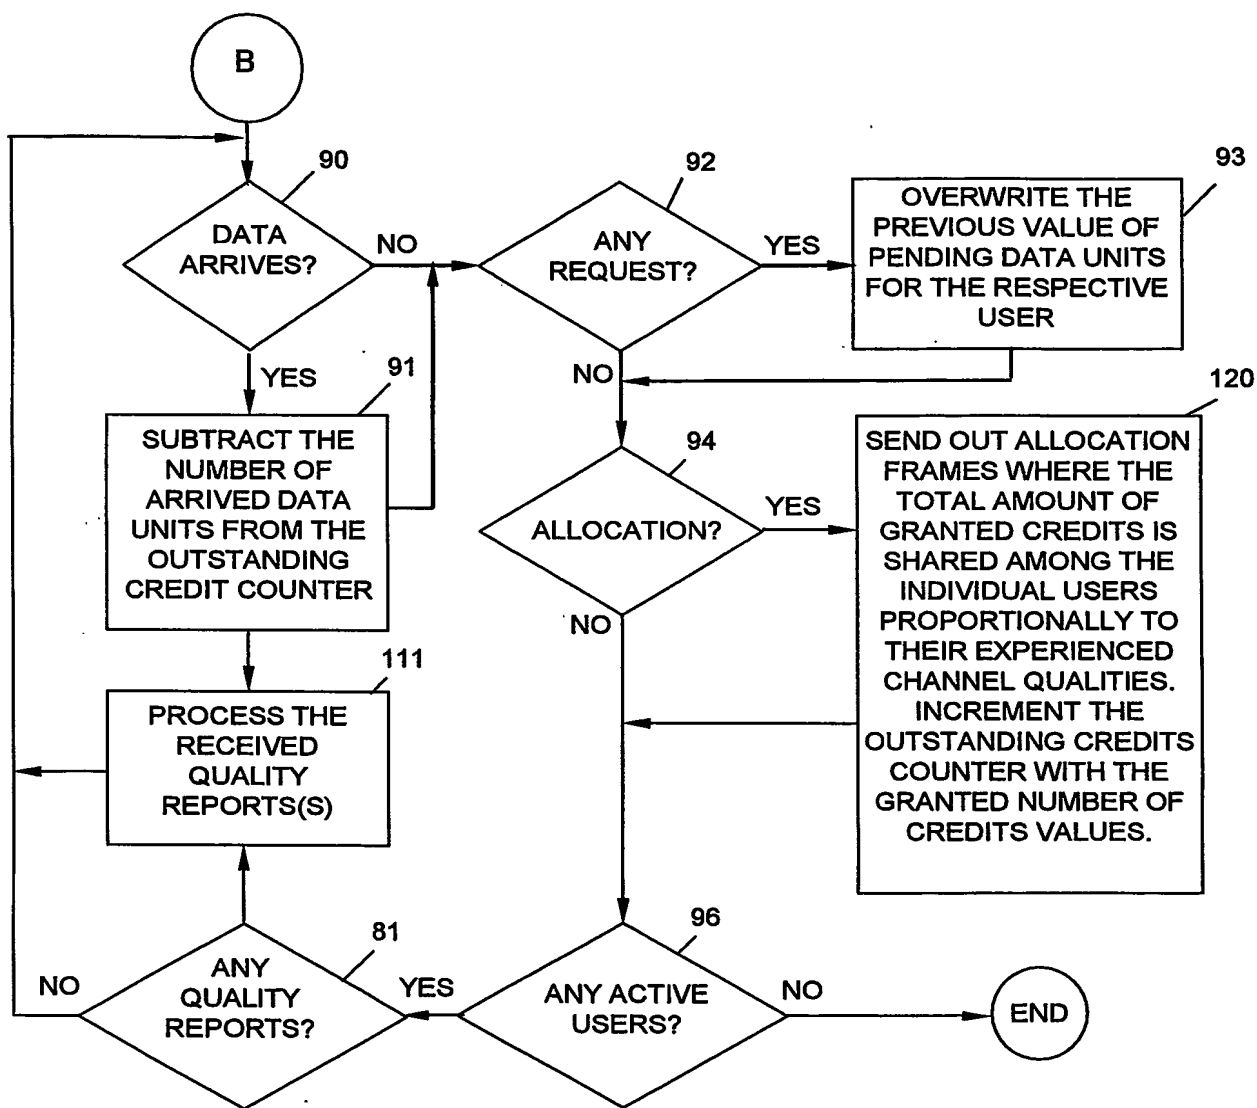 B
90
DATA
ARRIVES?
NO
YES
92
ANY
REQUEST?
YES
NO
93
OVERWRITE THE
PREVIOUS VALUE OF
PENDING DATA UNITS
FOR THE RESPECTIVE
USER
91
SUBTRACT THE
NUMBER OF
ARRIVED DATA
UNITS FROM THE
OUTSTANDING
CREDIT COUNTER
94
ALLOCATION?
YES
NO
120
SEND OUT ALLOCATION
FRAMES WHERE THE
TOTAL AMOUNT OF
GRANTED CREDITS IS
SHARED AMONG THE
INDIVIDUAL USERS
PROPORTIONALLY TO
THEIR EXPERIENCED
CHANNEL QUALITIES.
INCREMENT THE
OUTSTANDING CREDITS
COUNTER WITH THE
GRANTED NUMBER OF
CREDITS VALUES.
111
PROCESS THE
RECEIVED
QUALITY
REPORTS(S)
81
ANY
QUALITY
REPORTS?
NO
YES
96
ANY ACTIVE
USERS?
NO
END